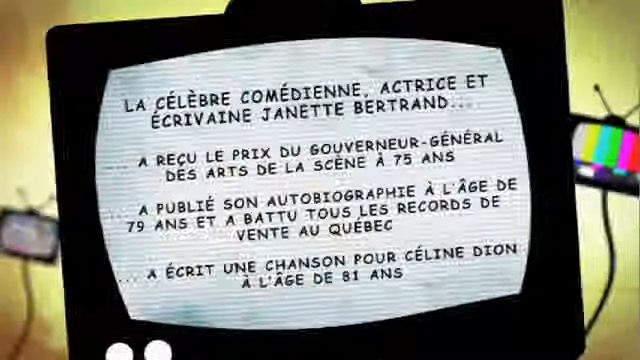 LA CÉLÈBRE COMÉDIENNE, ACTRICE ET
ÉCRIVAINE JANETTE BERTRAND...
... A REÇU LE PRIX DU GOUVERNEUR-GÉNÉRAL
DES ARTS DE LA SCÈNE À 75 ANS
... A PUBLIÉ SON AUTOBIOGRAPHIE À L'ÂGE DE
79 ANS ET A BATTU TOUS LES RECORDS DE
VENTE AU QUÉBEC
... A ÉCRIT UNE CHANSON POUR CÉLINE DION
À L'ÂGE DE 81 ANS